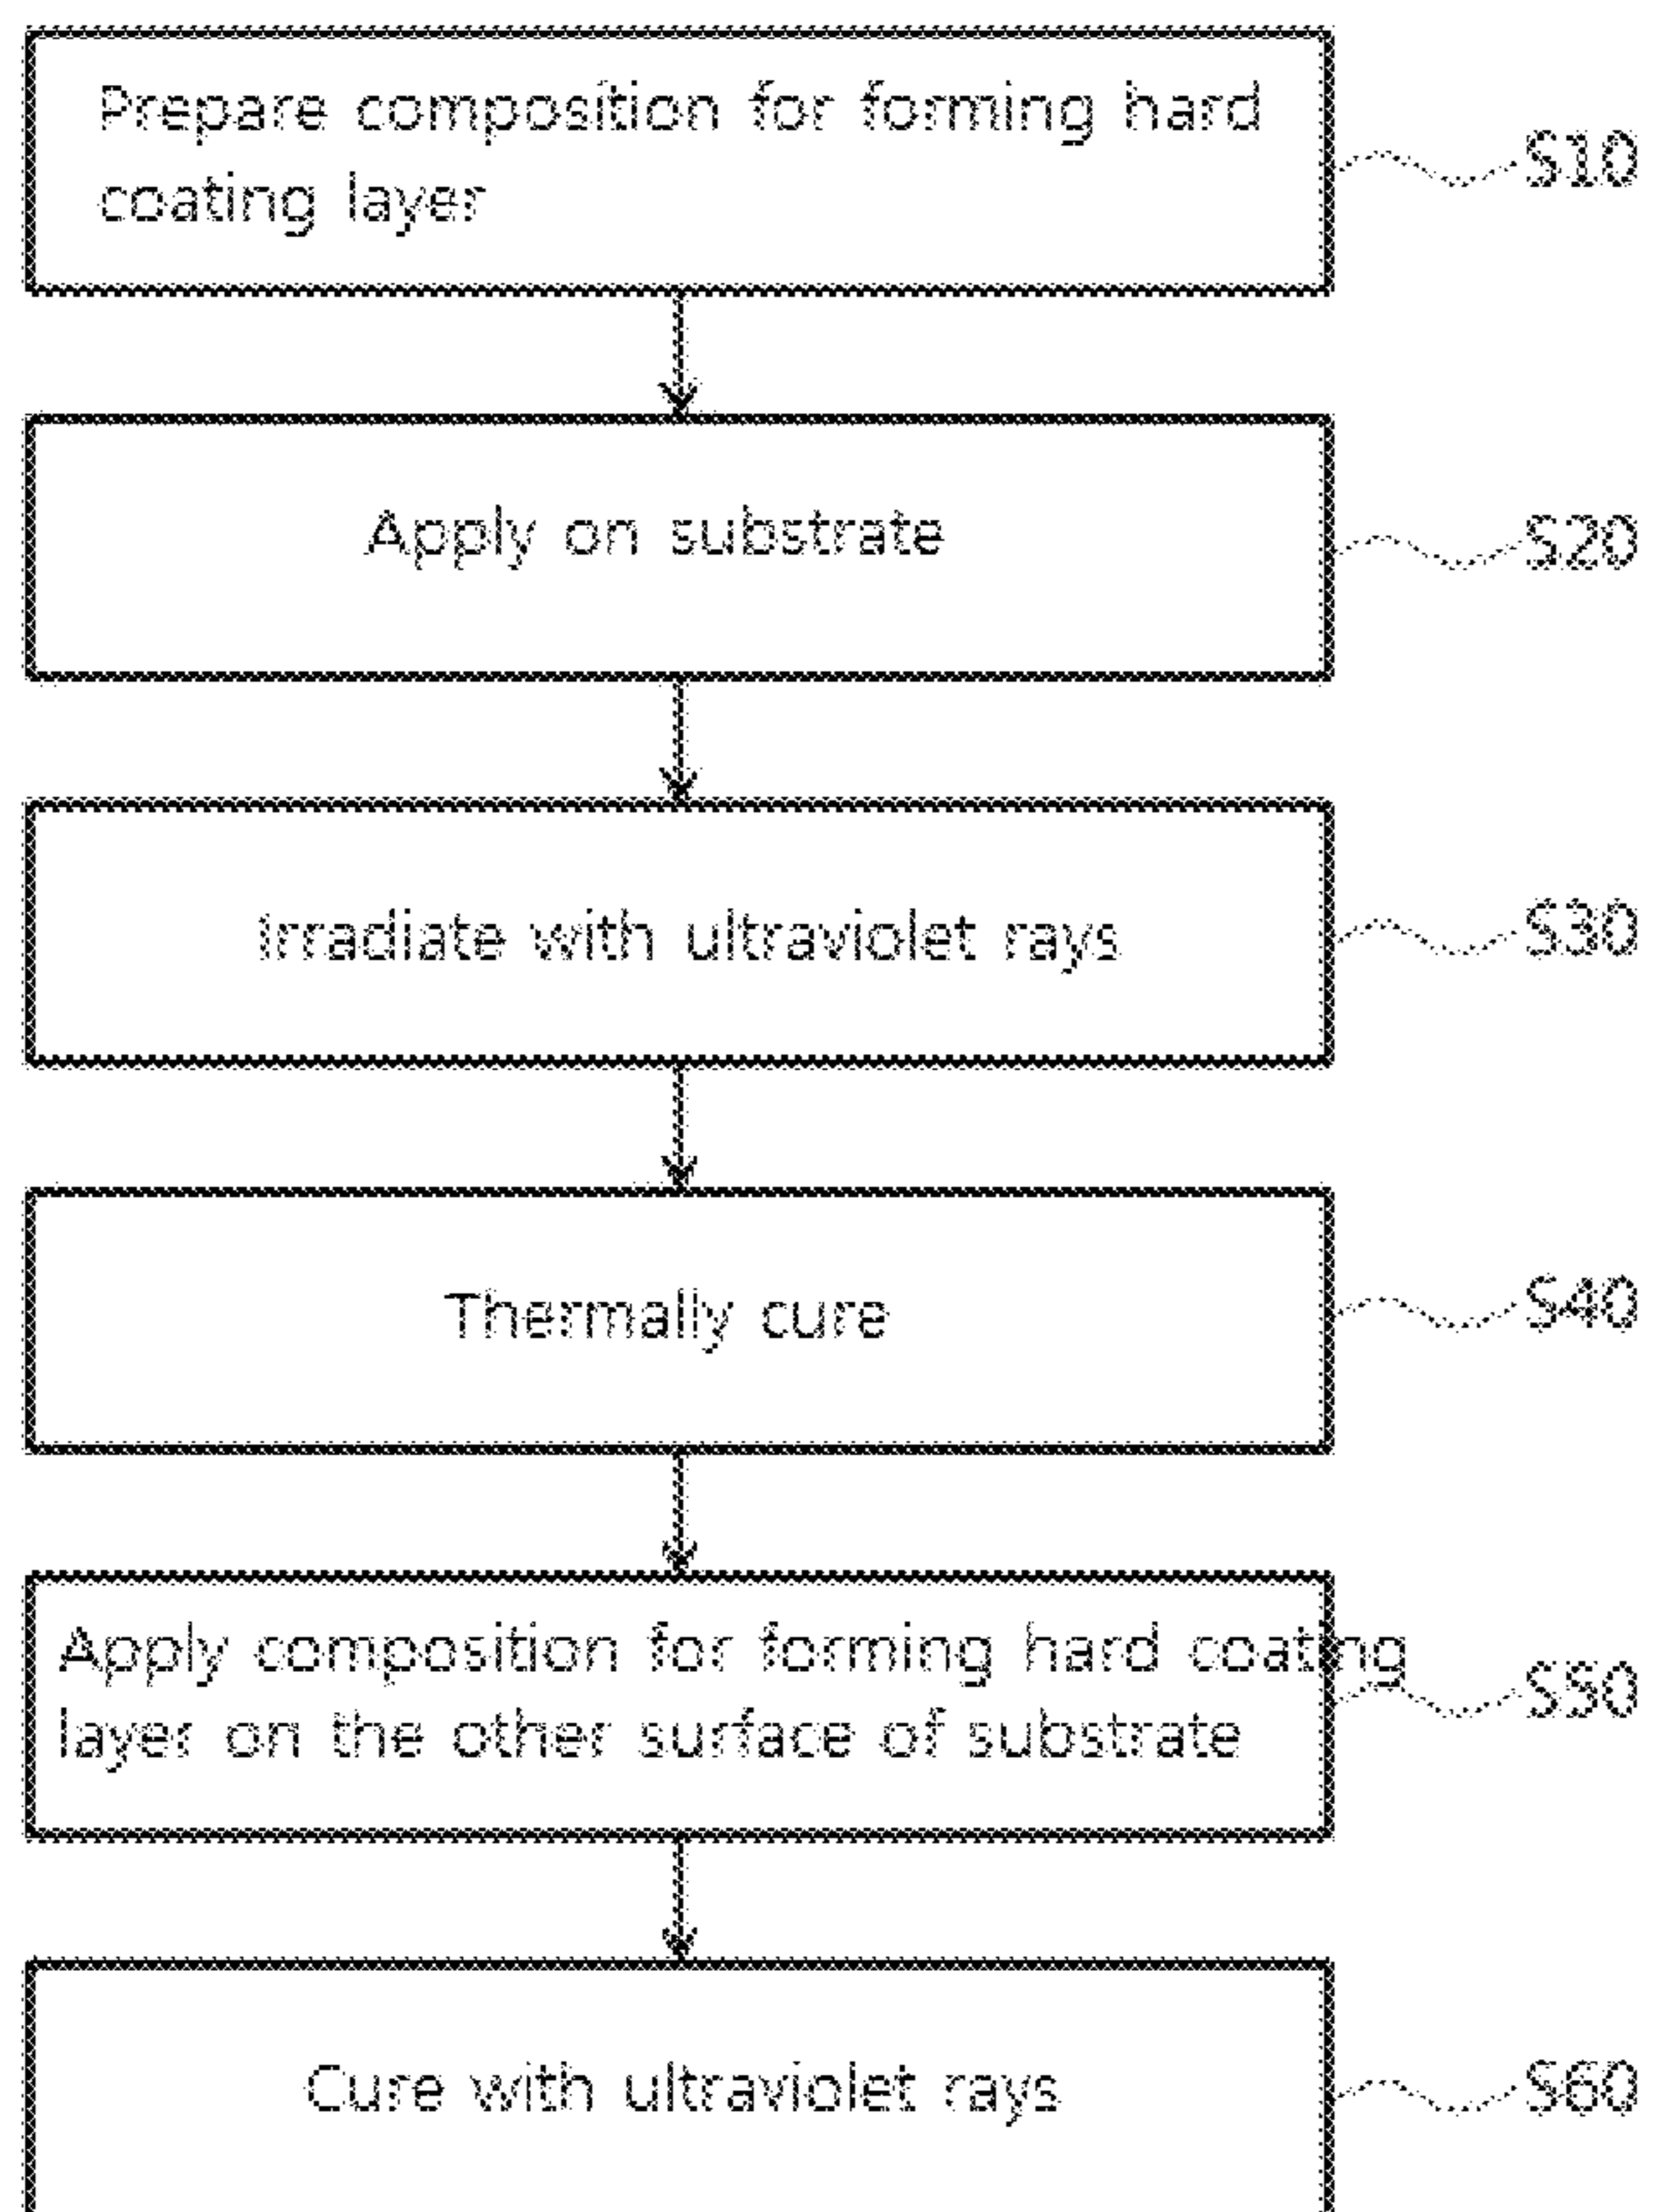 Prepare composition for forming hard
coating layer
S10
Apply on substrate
S20
Irradiate with ultraviolet rays
S30
Thermally cure
S40
Apply composition for forming hard coating
layer on the other surface of substrate
S50
Cure with ultraviolet rays
S60